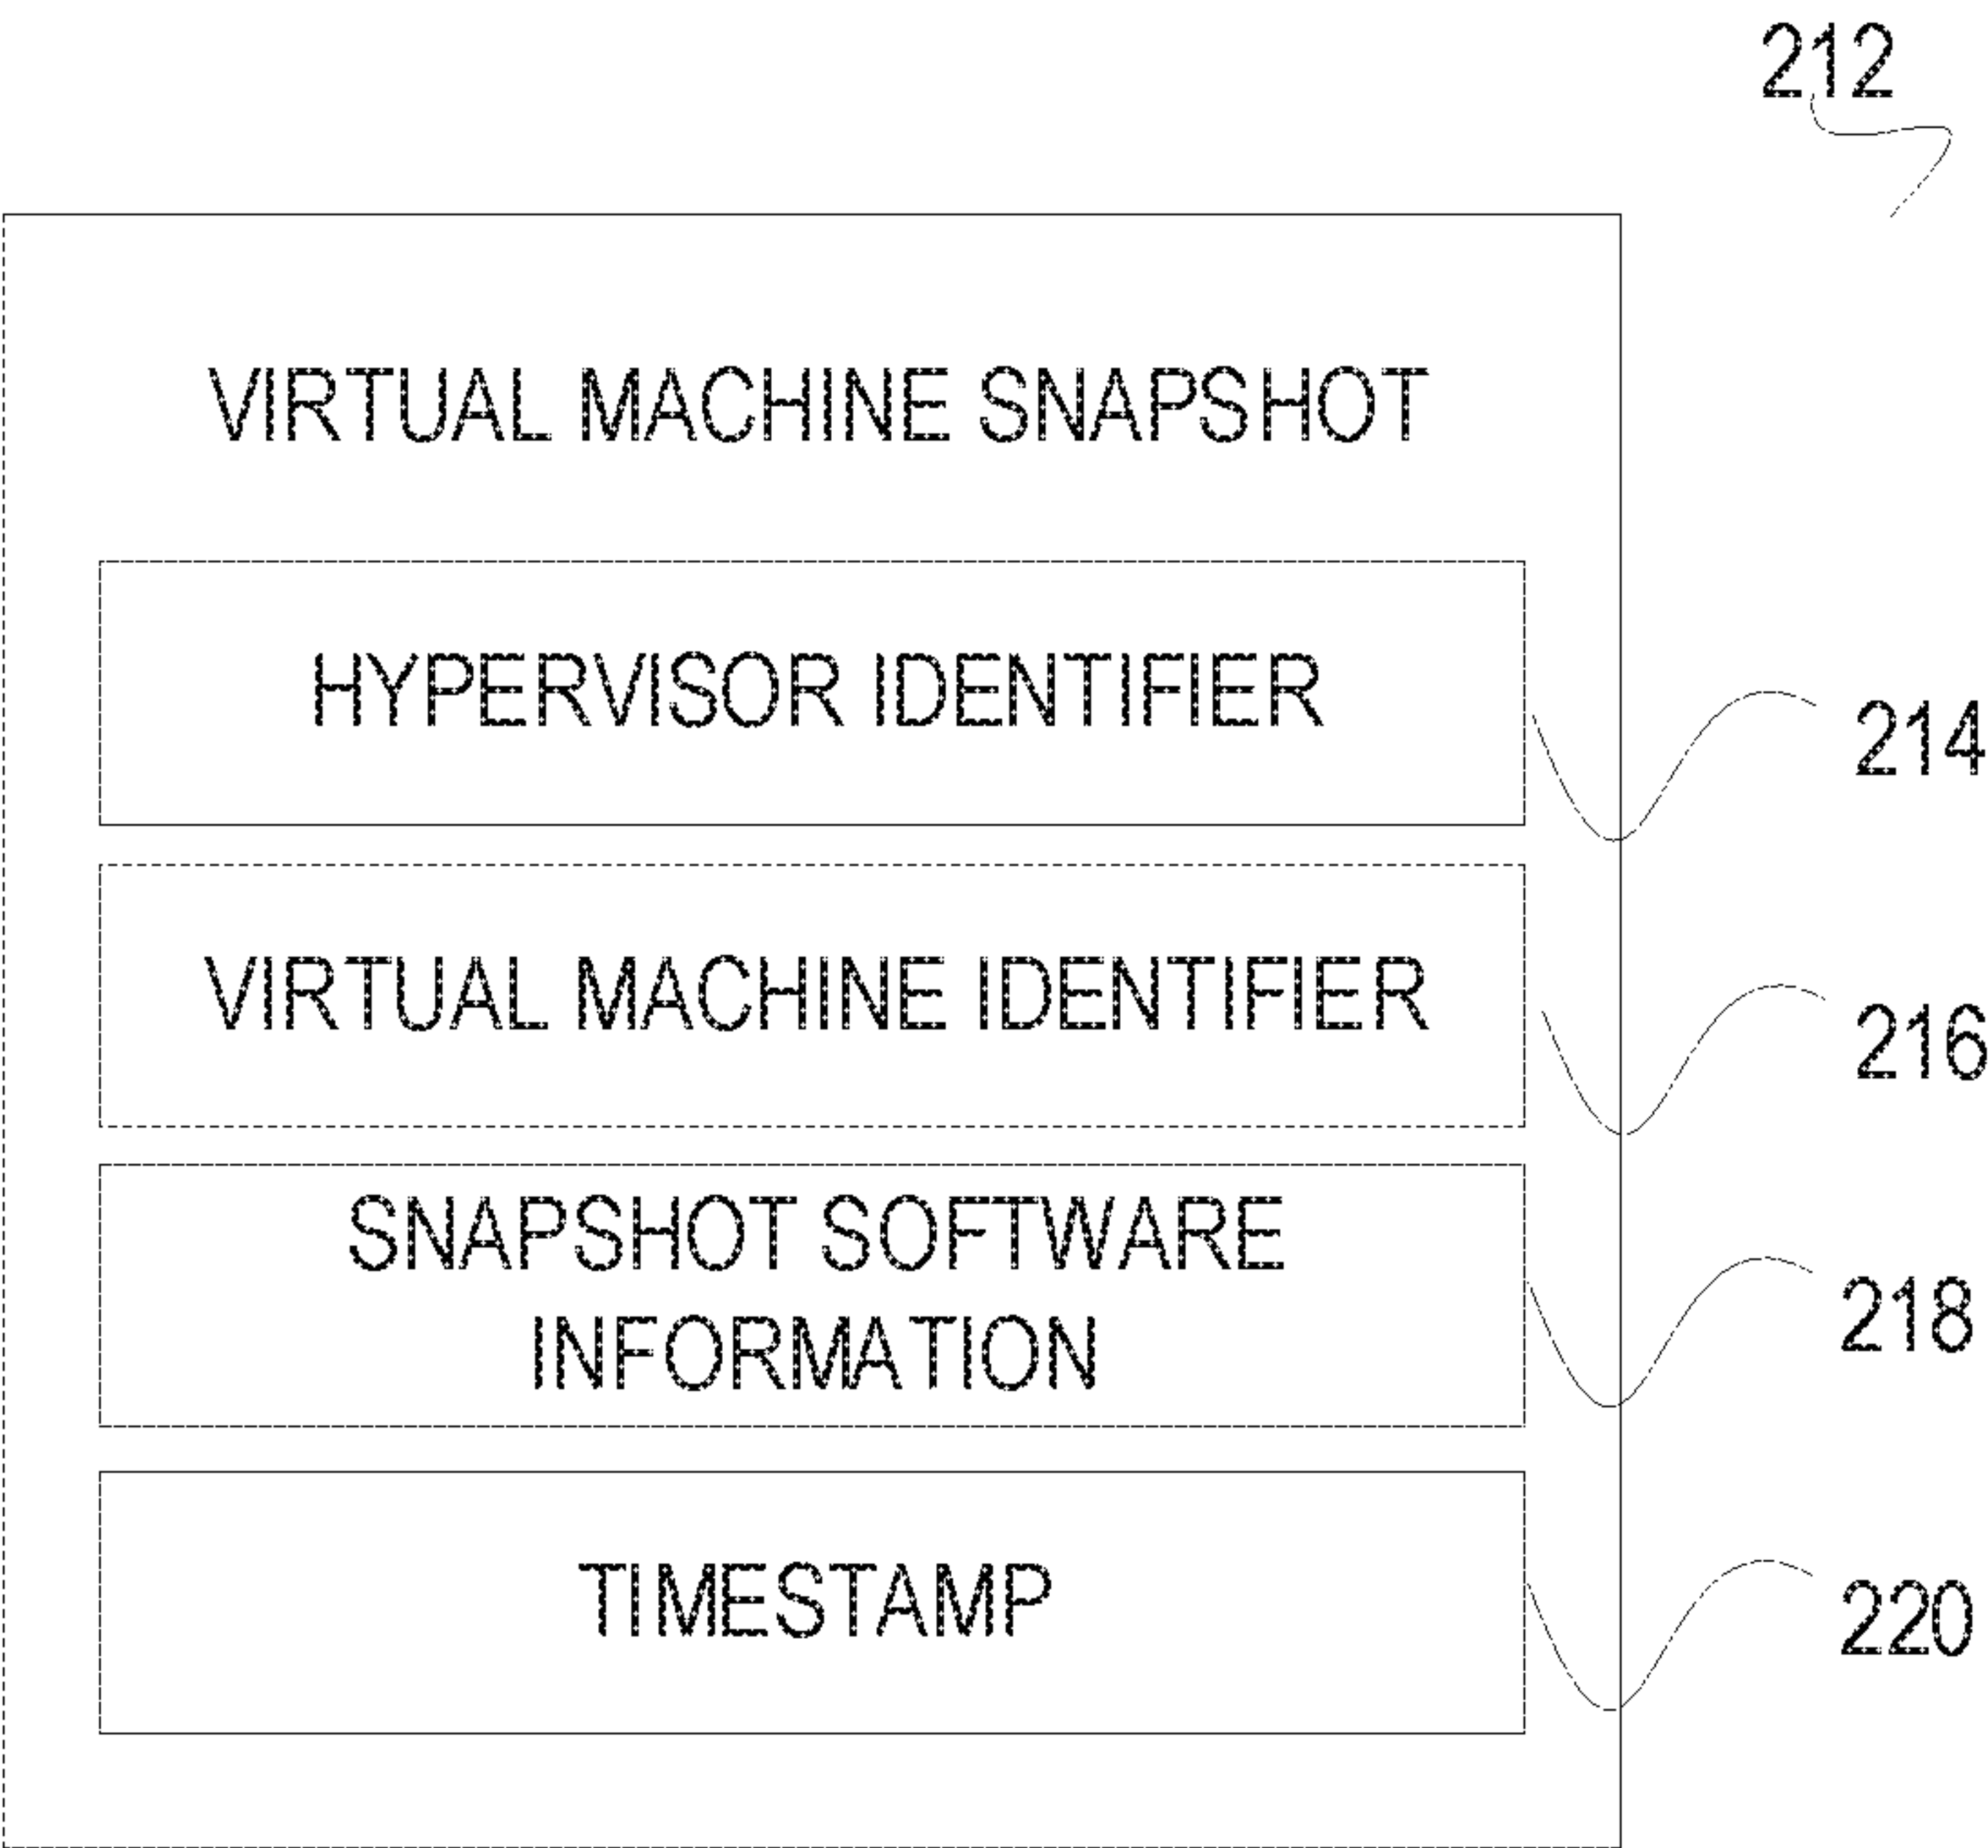 212
VIRTUAL MACHINE SNAPSHOT
HYPERVISOR IDENTIFIER
214
VIRTUAL MACHINE IDENTIFIER
216
SNAPSHOT SOFTWARE
INFORMATION
218
TIMESTAMP
220